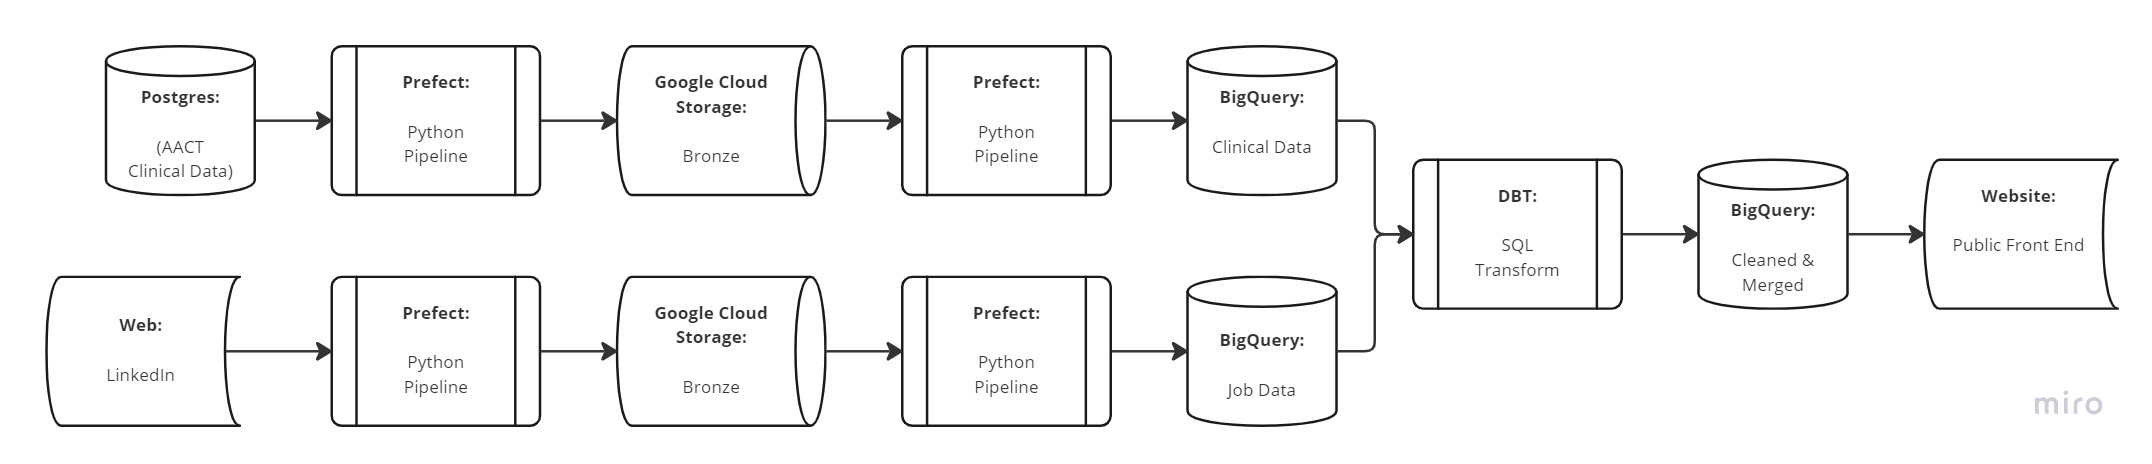 Postgres:
(AACT
Clinical Data)
Prefect:
Python
Pipeline
Google Cloud
Storage:
Bronze
Prefect:
Python
Pipeline
BigQuery:
Clinical Data
Web:
LinkedIn
Prefect:
Python
Pipeline
Google Cloud
Storage:
Bronze
Prefect:
Python
Pipeline
BigQuery:
Job Data
DBT:
SQL
Transform
BigQuery:
Cleaned &
Merged
Website:
Public Front End
miro